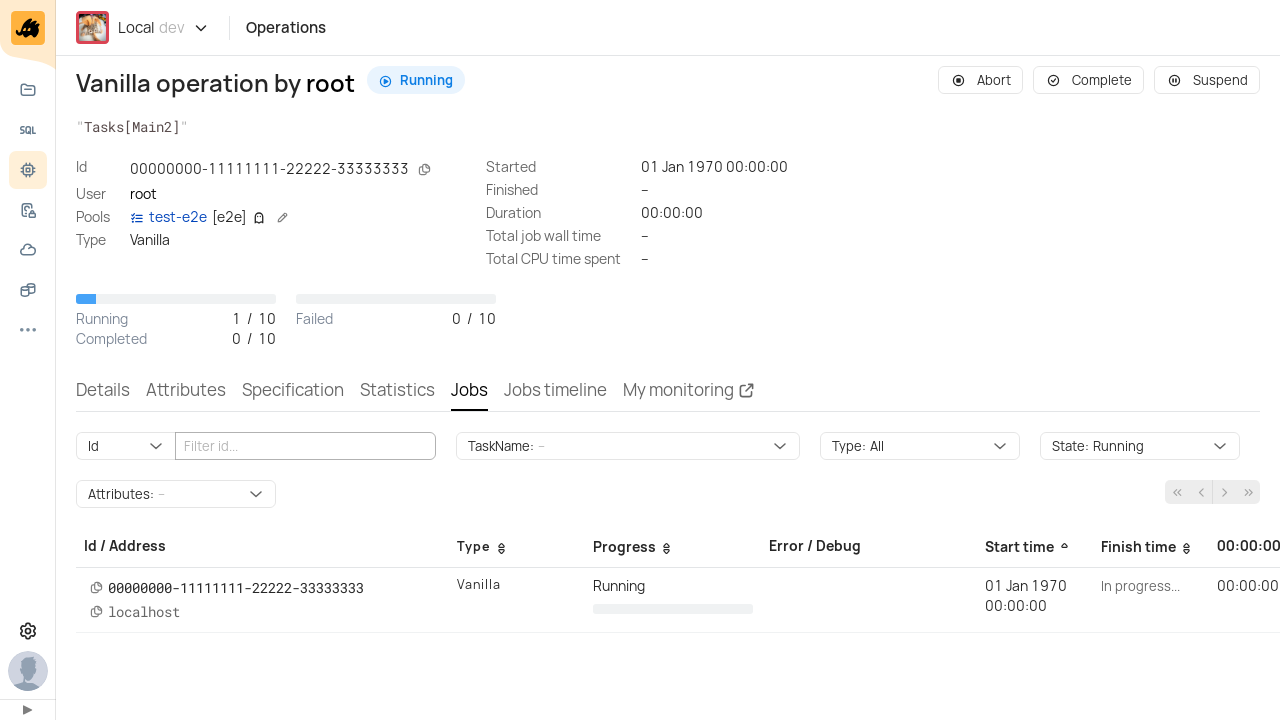 Local dev
Operations
SQL
Vanilla operation by root
Running
Abort
Complete
Suspend
"Tasks[Main2]"
Id
00000000-11111111-22222-33333333
User
root
Pools
test-e2e [e2e]
Type
Vanilla
Started
01 Jan 1970 00:00:00
Finished
–
Duration
00:00:00
Total job wall time
–
Total CPU time spent
–
Running
1 / 10
Completed
0 / 10
Failed
0 / 10
Details
Attributes
Specification
Statistics
Jobs
Jobs timeline
My monitoring
Id
Filter id...
TaskName: –
Type: All
State: Running
Attributes: –
Id / Address
Type
Progress
Error / Debug
Start time
Finish time
00:00:00
00000000-11111111-22222-33333333
localhost
Vanilla
Running
01 Jan 1970
00:00:00
In progress...
00:00:00